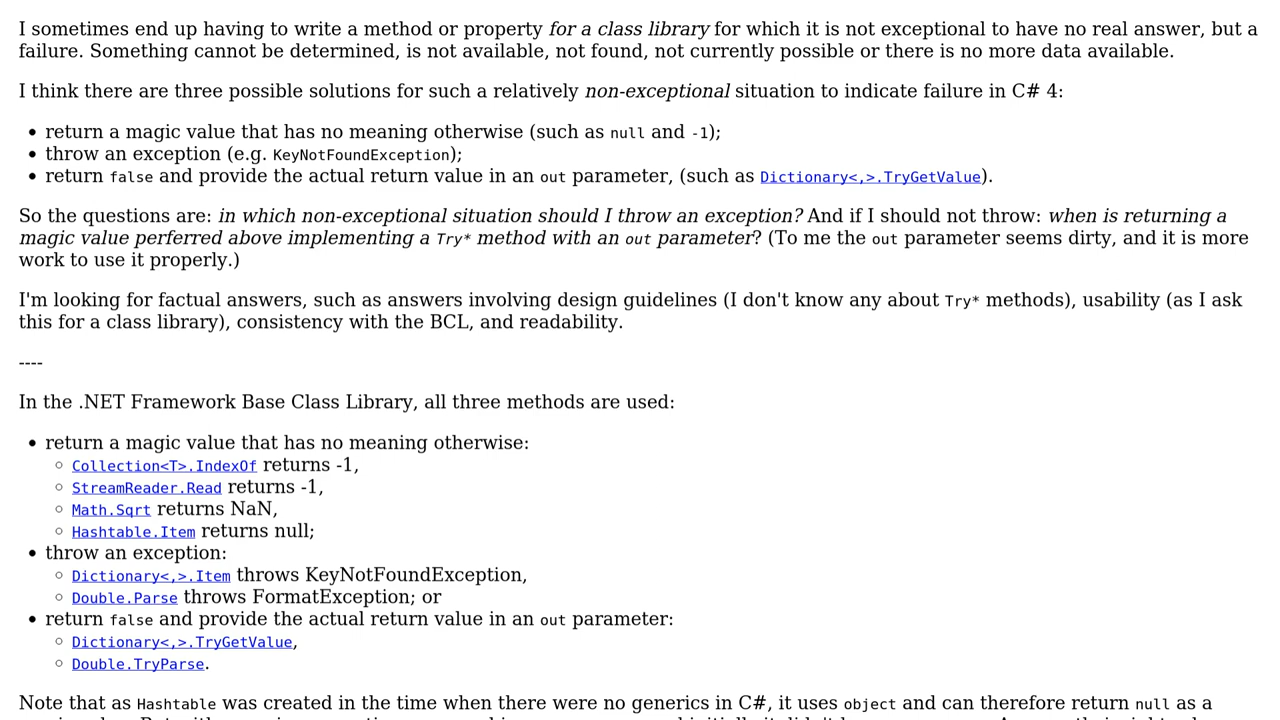 I sometimes end up having to write a method or property for a class library for which it is not exceptional to have no real answer, but a
failure. Something cannot be determined, is not available, not found, not currently possible or there is no more data available.
I think there are three possible solutions for such a relatively non-exceptional situation to indicate failure in C# 4:
• return a magic value that has no meaning otherwise (such as null and -1);
• throw an exception (e.g. KeyNotFoundException);
• return false and provide the actual return value in an out parameter, (such as Dictionary<,>.TryGetValue).
So the questions are: in which non-exceptional situation should I throw an exception? And if I should not throw: when is returning a
magic value perferred above implementing a Try* method with an out parameter? (To me the out parameter seems dirty, and it is more
work to use it properly.)
I'm looking for factual answers, such as answers involving design guidelines (I don't know any about Try* methods), usability (as I ask
this for a class library), consistency with the BCL, and readability.
----
In the .NET Framework Base Class Library, all three methods are used:
• return a magic value that has no meaning otherwise:
◦ Collection<T>.IndexOf returns -1,
◦ StreamReader.Read returns -1,
◦ Math.Sqrt returns NaN,
◦ Hashtable.Item returns null;
• throw an exception:
◦ Dictionary<,>.Item throws KeyNotFoundException,
◦ Double.Parse throws FormatException; or
• return false and provide the actual return value in an out parameter:
◦ Dictionary<,>.TryGetValue,
◦ Double.TryParse.
Note that as Hashtable was created in the time when there were no generics in C#, it uses object and can therefore return null as a